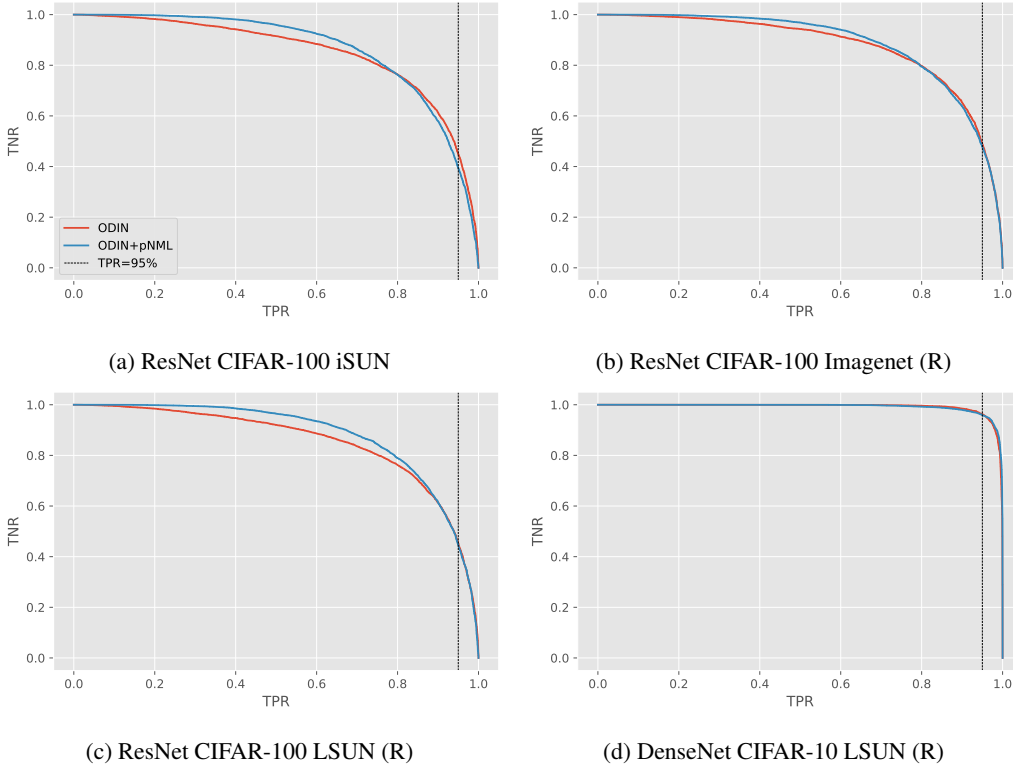 1.0
0.8
0.6
0.4
0.2
0.0
TNR
ODIN
ODIN+pNML
TPR=95%
0.0 0.2 0.4 0.6 0.8 1.0
TPR
(a) ResNet CIFAR-100 iSUN
1.0
0.8
0.6
0.4
0.2
0.0
TNR
0.0 0.2 0.4 0.6 0.8 1.0
TPR
(b) ResNet CIFAR-100 Imagenet (R)
1.0
0.8
0.6
0.4
0.2
0.0
TNR
0.0 0.2 0.4 0.6 0.8 1.0
TPR
(c) ResNet CIFAR-100 LSUN (R)
1.0
0.8
0.6
0.4
0.2
0.0
TNR
0.0 0.2 0.4 0.6 0.8 1.0
TPR
(d) DenseNet CIFAR-10 LSUN (R)